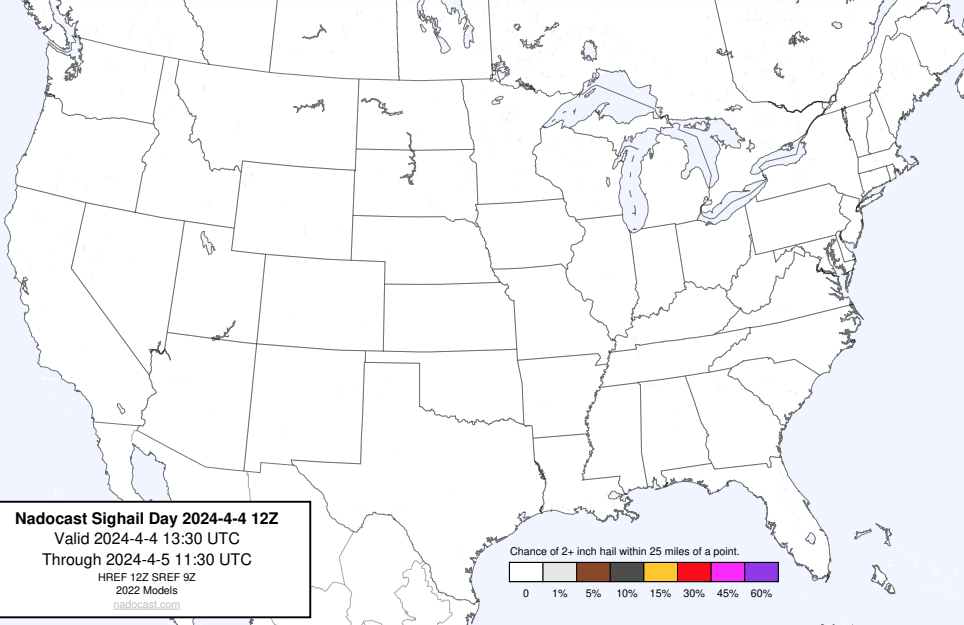 Nadocast Sighail Day 2024-4-4 12Z
Valid 2024-4-4 13:30 UTC
Through 2024-4-5 11:30 UTC
HREF 12Z SREF 9Z
2022 Models
nadocast.com
Chance of 2+ inch hail within 25 miles of a point.
0 1% 5% 10% 15% 30% 45% 60%